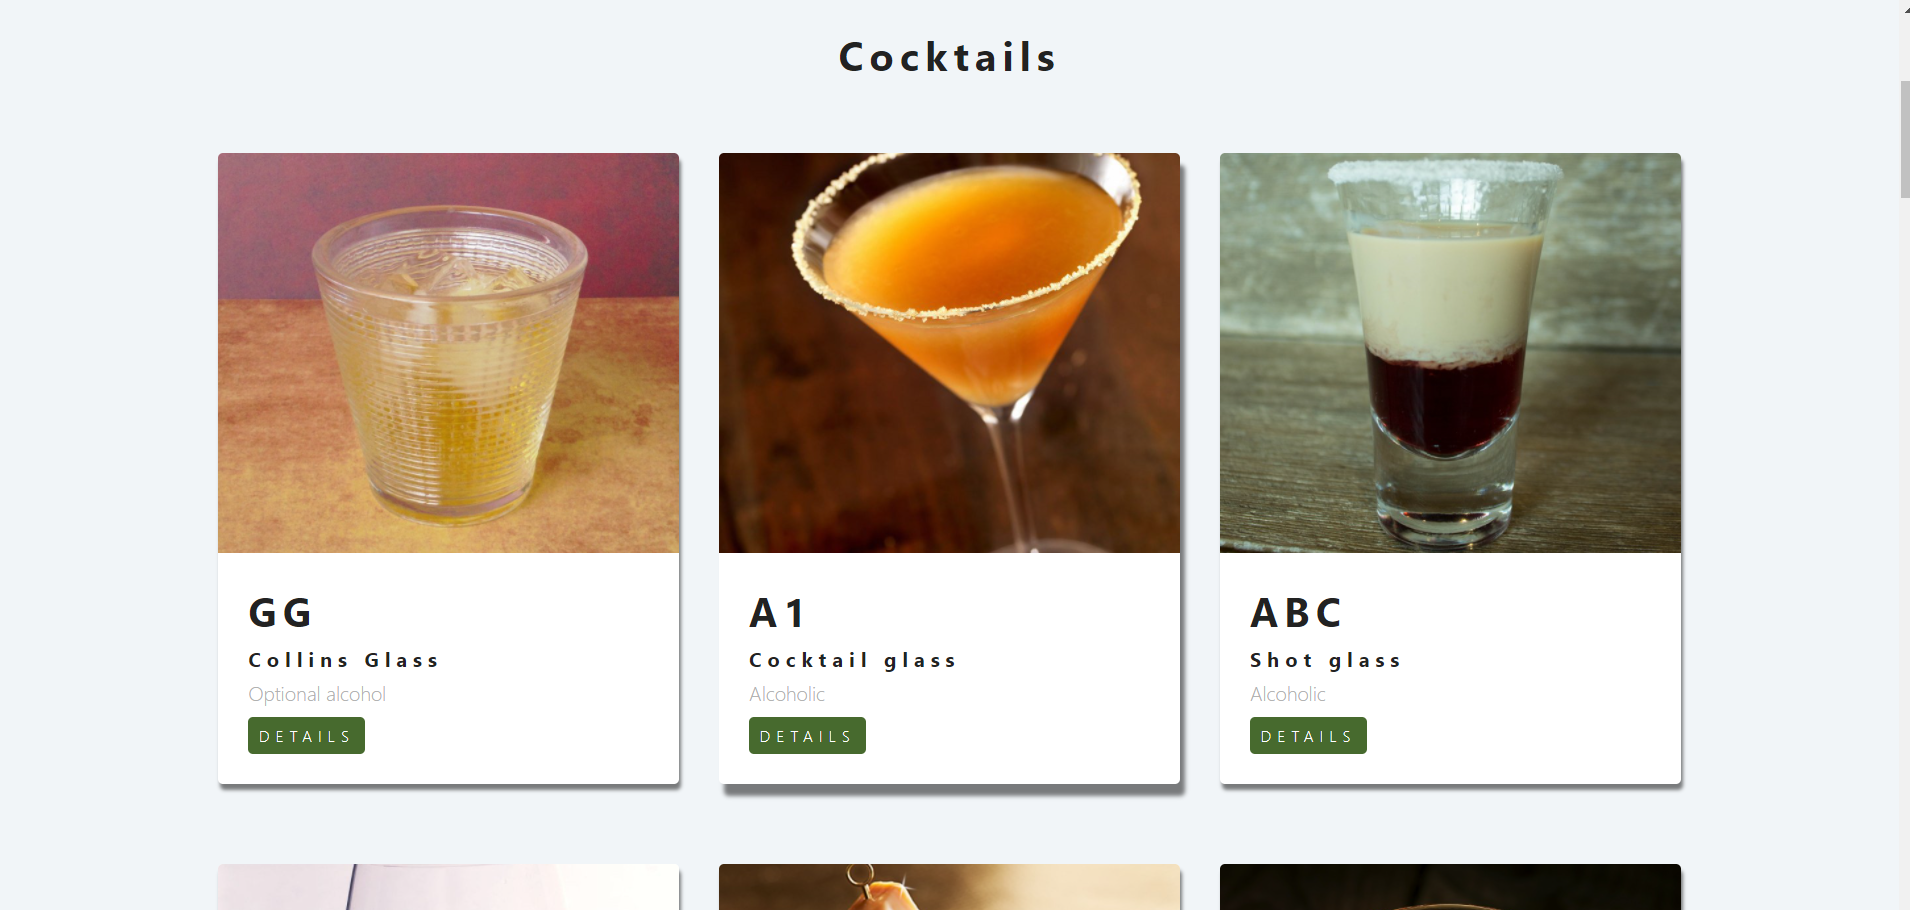 Cocktails
GG
Collins Glass
Optional alcohol
DETAILS
A1
Cocktail glass
Alcoholic
DETAILS
ABC
Shot glass
Alcoholic
DETAILS